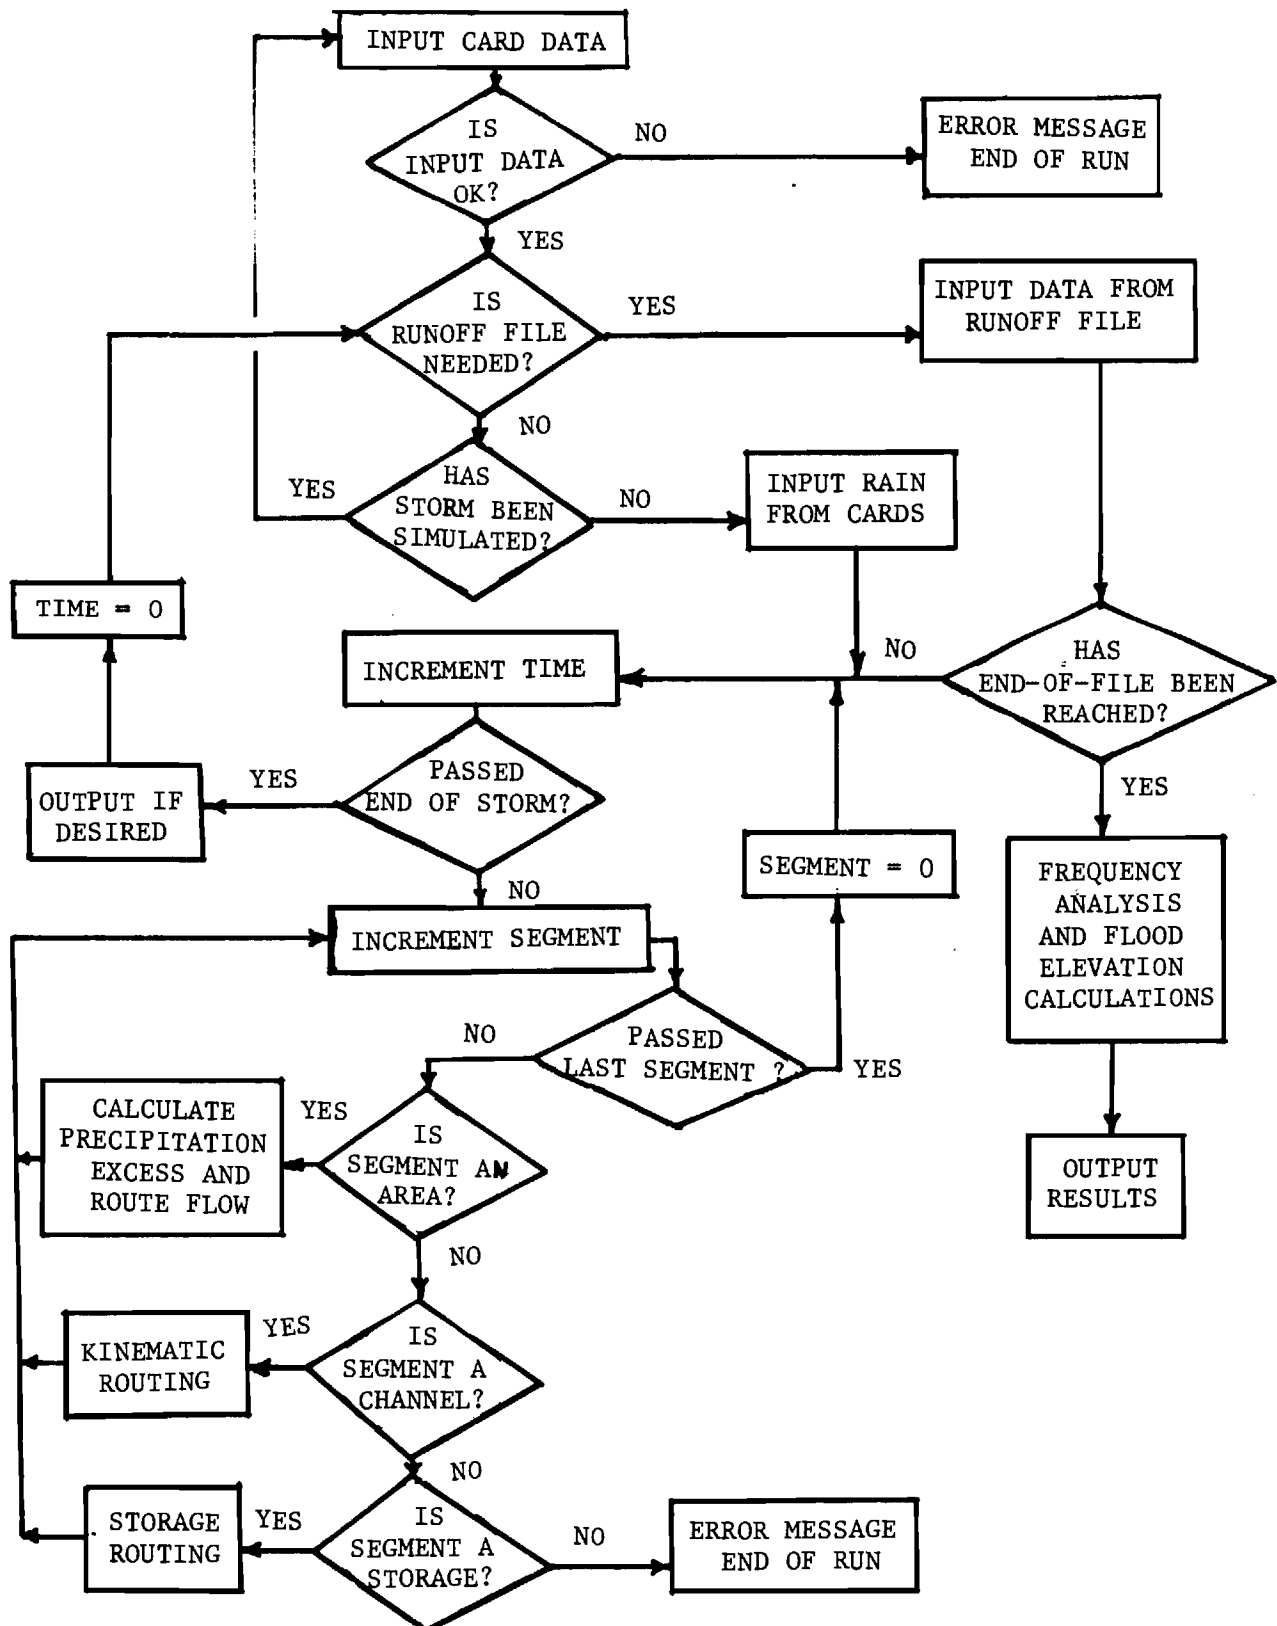 INPUT CARD DATA
IS
INPUT DATA
OK?
NO
ERROR MESSAGE
END OF RUN
YES
IS
RUNOFF FILE
NEEDED?
YES
INPUT DATA FROM
RUNOFF FILE
NO
HAS
STORM BEEN
SIMULATED?
YES
NO
INPUT RAIN
FROM CARDS
TIME = 0
INCREMENT TIME
NO
HAS
END-OF-FILE BEEN
REACHED?
YES
PASSED
END OF STORM?
YES
OUTPUT IF
DESIRED
NO
SEGMENT = 0
FREQUENCY
ANALYSIS
AND FLOOD
ELEVATION
CALCULATIONS
INCREMENT SEGMENT
NO
PASSED
LAST SEGMENT ?
YES
CALCULATE
PRECIPITATION
EXCESS AND
ROUTE FLOW
YES
IS
SEGMENT AN
AREA?
OUTPUT
RESULTS
NO
KINEMATIC
ROUTING
YES
IS
SEGMENT A
CHANNEL?
NO
STORAGE
ROUTING
YES
IS
SEGMENT A
STORAGE?
NO
ERROR MESSAGE
END OF RUN